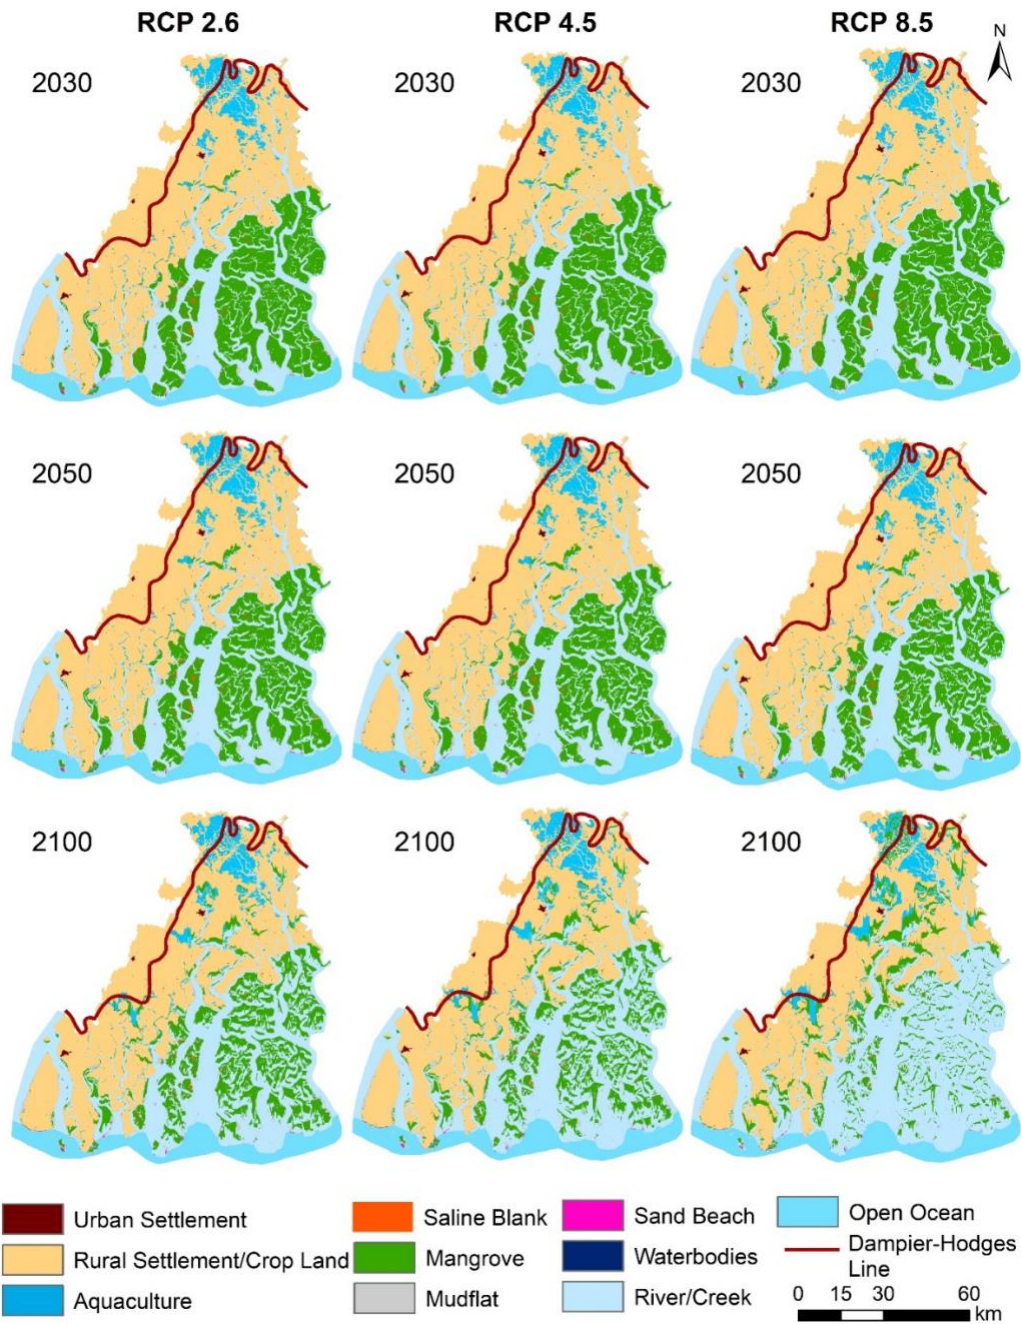 RCP 2.6
RCP 4.5
RCP 8.5
N
2030
2030
2030
2050
2050
2050
2100
2100
2100
Urban Settlement
Saline Blank
Sand Beach
Open Ocean
Rural Settlement/Crop Land
Mangrove
Waterbodies
Dampier-Hodges
Line
Aquaculture
Mudflat
River/Creek
0 15 30 60
km